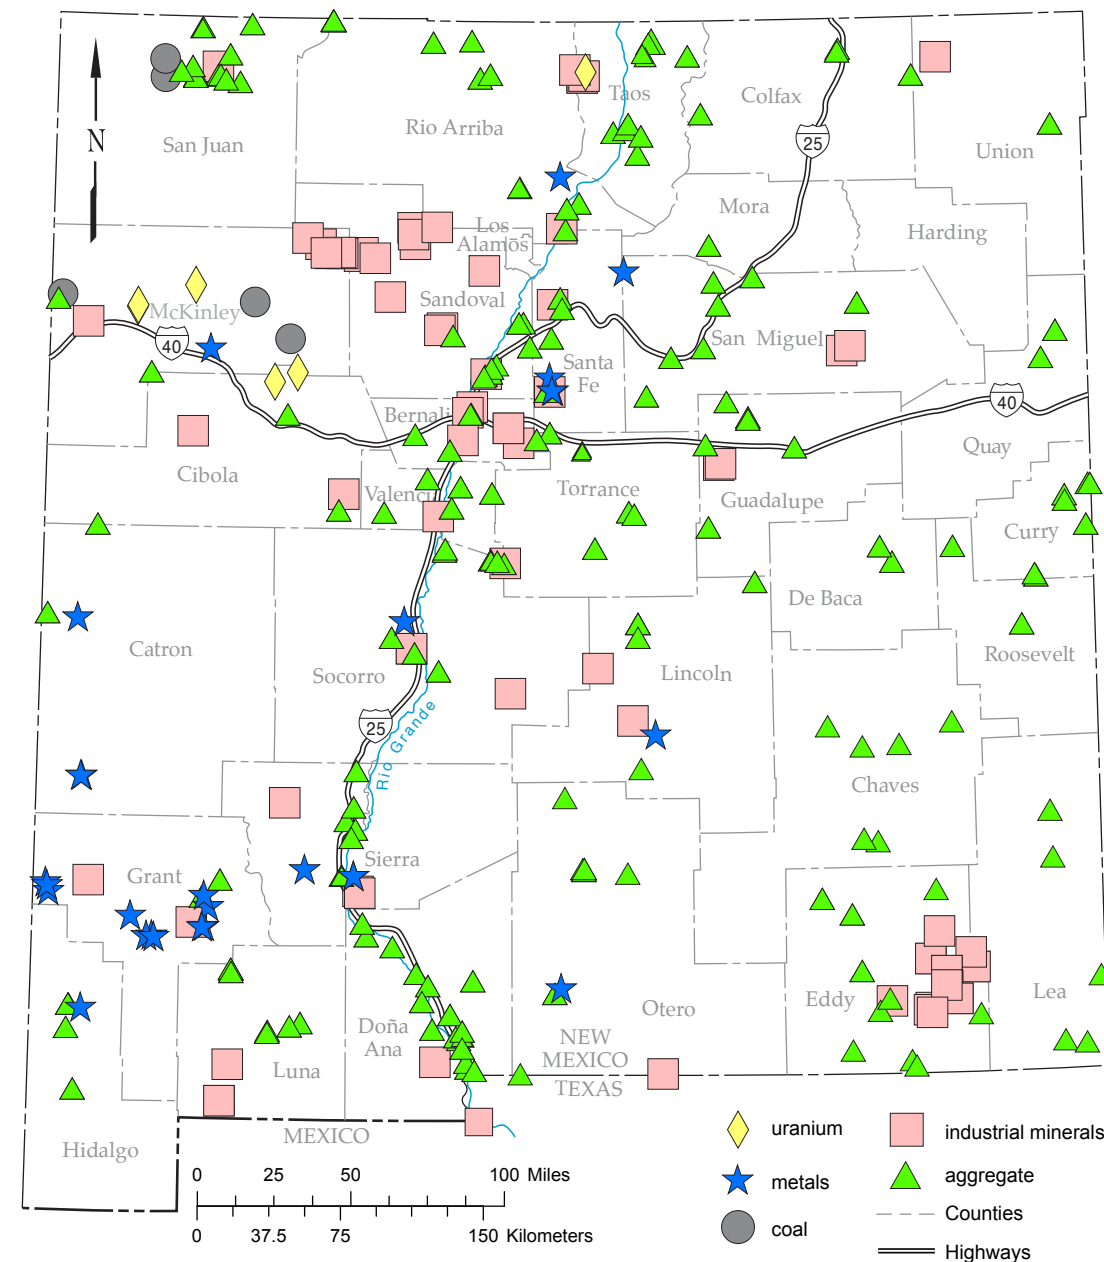 N
San Juan
Rio Arriba
Taos
Colfax
25
Union
Mora
Harding
Los
Alamos
McKinley
Sandoval
40
San Miguel
Santa
Fe
40
Bernali
Quay
Cibola
Valenci
Torrance
Guadalupe
Curry
De Baca
Catron
Socorro
Lincoln
Roosevelt
25
Rio Grande
Chaves
Sierra
Grant
Eddy
Lea
Otero
Doña
Ana
NEW
MEXICO
TEXAS
Luna
MEXICO
Hidalgo
0 25 50 100 Miles
0 37.5 75 150 Kilometers
uranium
metals
coal
industrial minerals
aggregate
Counties
Highways